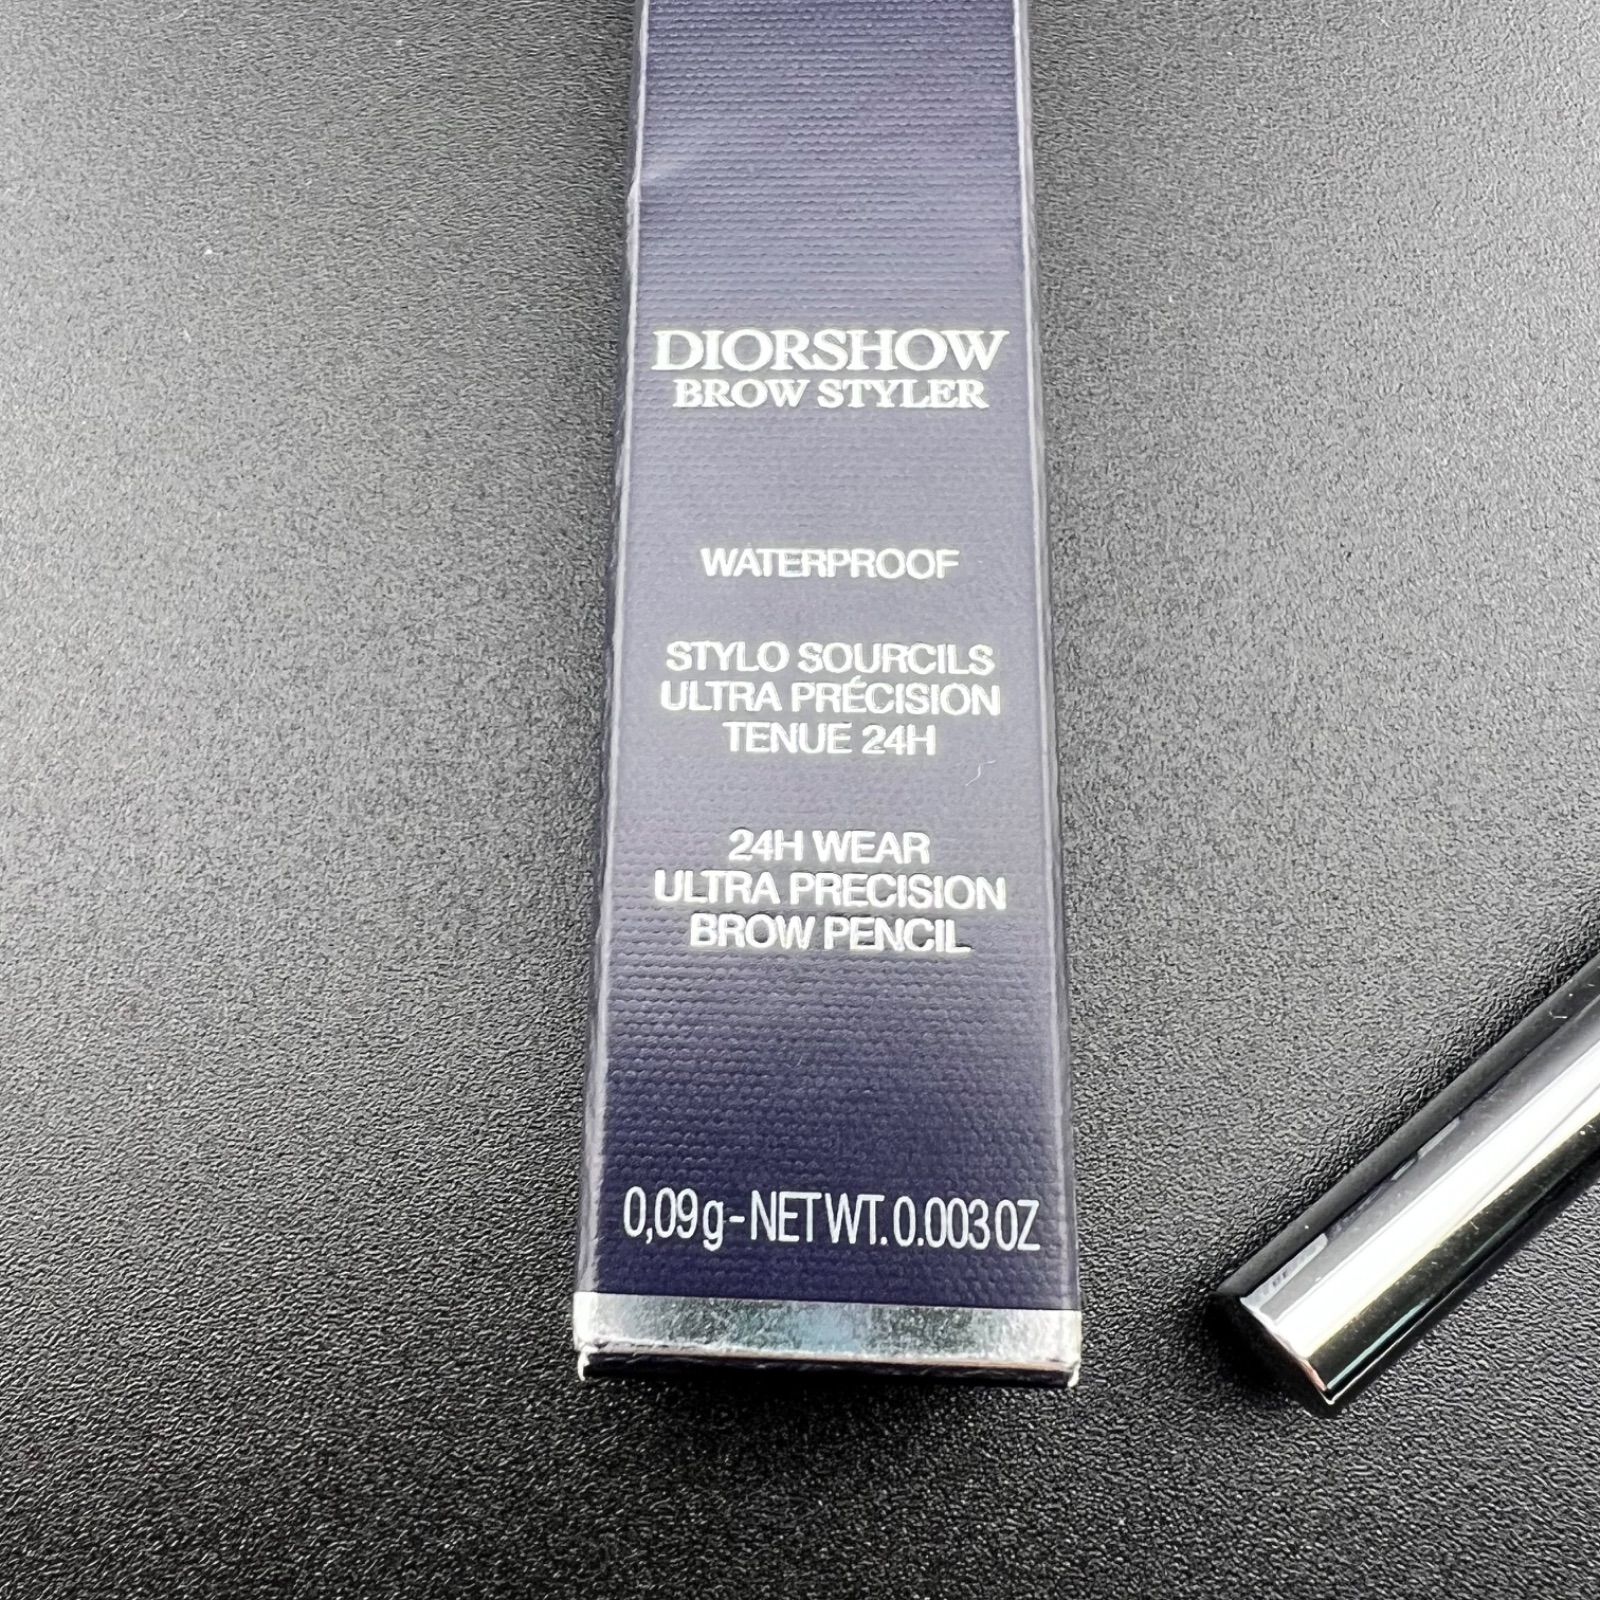 DIORSHOW
BROW STYLER
WATERPROOF
STYLO SOURCILS
ULTRA PRÉCISION
TENUE 24H
24H WEAR
ULTRA PRECISION
BROW PENCIL
0,09g - NET WT. 0.003 OZ